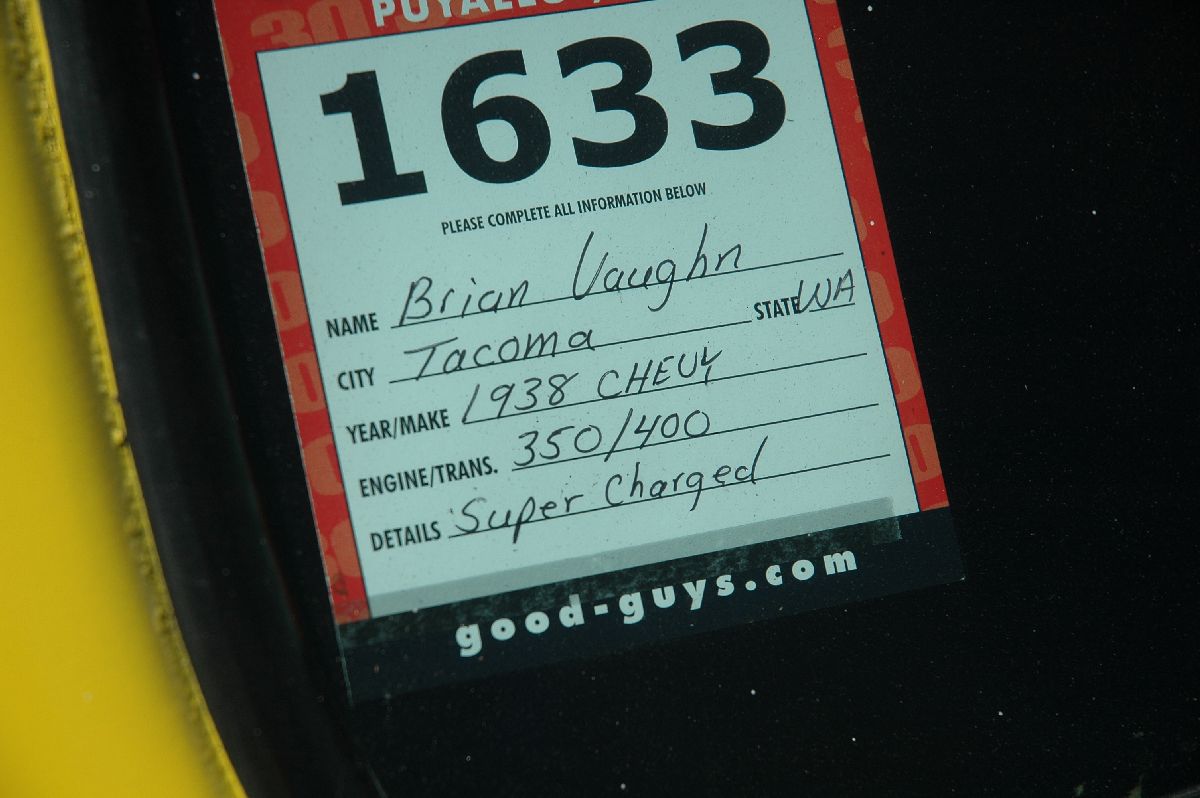 1633
PLEASE COMPLETE ALL INFORMATION BELOW
NAME Brian Vaughn
CITY Tacoma STATE WA
YEAR/MAKE 1938 CHEVY
ENGINE/TRANS. 350/400
DETAILS Super Charged
good-guys.com